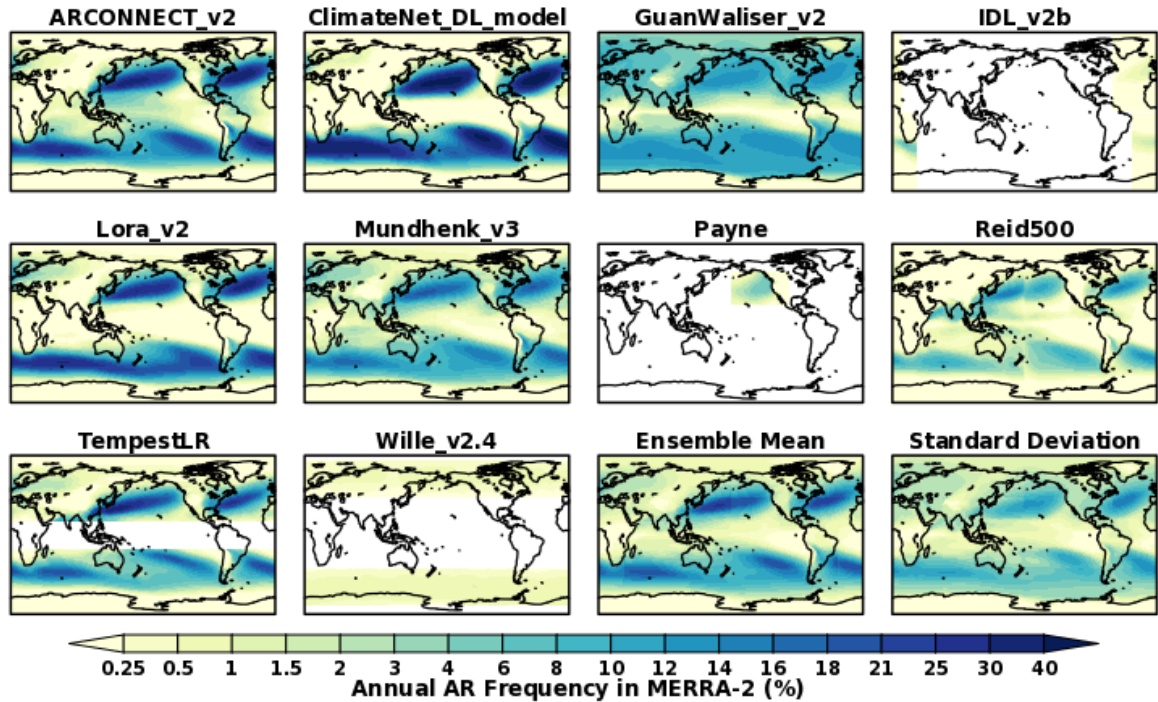 ARCONNECT_v2 ClimateNet_DL_model GuanWaliser_v2 IDL_v2b
Lora_v2 Mundhenk_v3 Payne Reid500
TempestLR Wille_v2.4 Ensemble Mean Standard Deviation
0.25 0.5 1 1.5 2 3 4 6 8 10 12 14 16 18 21 25 30 40
Annual AR Frequency in MERRA-2 (%)